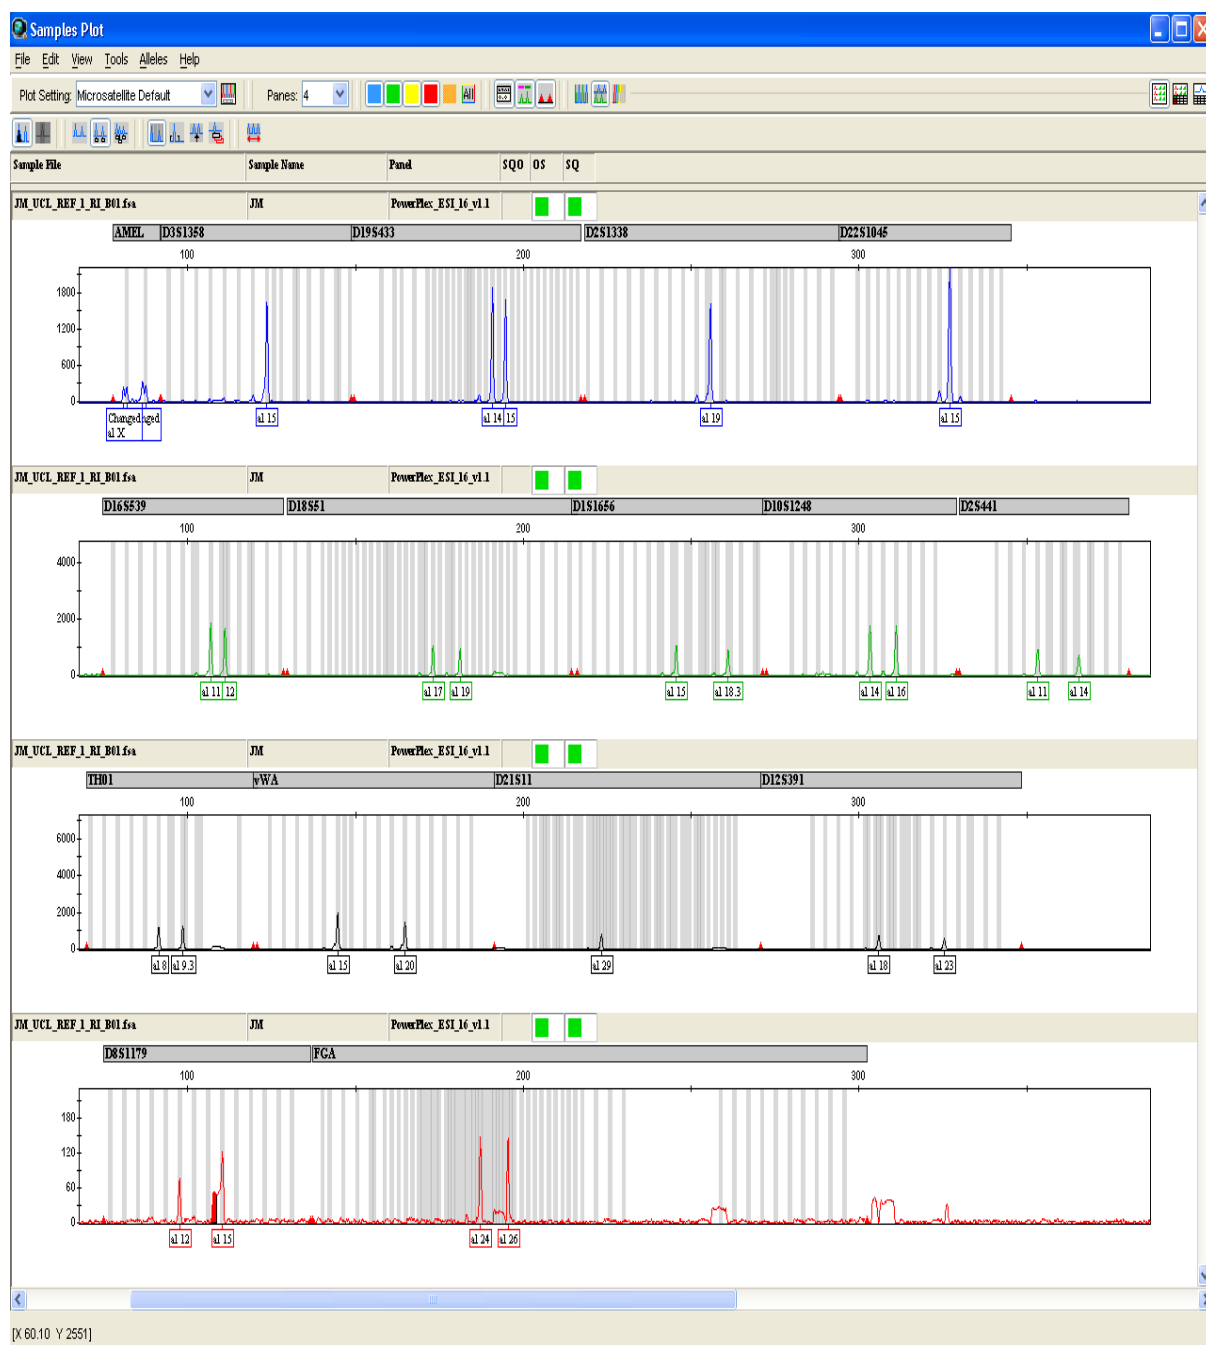 Samples Plot
File Edit View Tools Alleles Help
Plot Setting: Microsatellite Default Panes: 4 All
Sample File Sample Name Panel SQO OS SQ
JM_UCL_REF_1_RI_B01.fsa JM PowerPlex_ESI_16_v1.1
AMEL D3S1358 D19S433 D2S1338 D22S1045
100 200 300
1800
1200
600
0
Changed nged al 15 al 14 15 al 19 al 15
al X
JM_UCL_REF_1_RI_B01.fsa JM PowerPlex_ESI_16_v1.1
D16S539 D18S51 D1S1656 D10S1248 D2S441
100 200 300
4000
2000
0
al 11 12 al 17 al 19 al 15 al 18.3 al 14 al 16 al 11 al 14
JM_UCL_REF_1_RI_B01.fsa JM PowerPlex_ESI_16_v1.1
TH01 vWA D21S11 D12S391
100 200 300
6000
4000
2000
0
al 8 al 9.3 al 15 al 20 al 29 al 18 al 23
JM_UCL_REF_1_RI_B01.fsa JM PowerPlex_ESI_16_v1.1
D8S1179 FGA
100 200 300
180
120
60
0
al 12 al 15 al 24 al 26
[X 60.10 Y 2551]